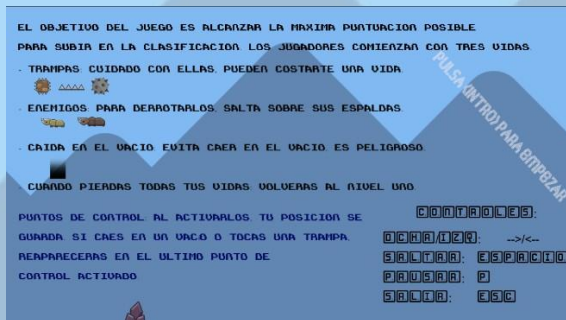 EL OBJETIVO DEL JUEGO ES ALCANZAR LA MAXIMA PUNTUACION POSIBLE
PARA SUBIR EN LA CLASIFICACION. LOS JUGADORES COMIENZAN CON TRES VIDAS
- TRAMPAS: CUIDADO CON ELLAS, PUEDEN COSTARTE UNA VIDA.
- ENEMIGOS: PARA DERROTARLOS, SALTA SOBRE SUS ESPALDAS.
- CAIDA EN EL VACIO: EVITA CAER EN EL VACIO, ES PELIGROSO.
- CUANDO PIERDAS TODAS TUS VIDAS VOLVERAS AL NIVEL UNO.
PULSA (INTRO) PARA EMPEZAR
PUNTOS DE CONTROL: AL ACTIVARLOS, TU POSICION SE
GUARDA. SI CAES EN UN VACIO O TOCAS UNA TRAMPA,
REAPARECERAS EN EL ULTIMO PUNTO DE
CONTROL ACTIVADO
CONTROLES:
DCHA/IZQ: -->/<--
SALTAR: ESPACIO
PAUSAR: P
SALIR: ESC